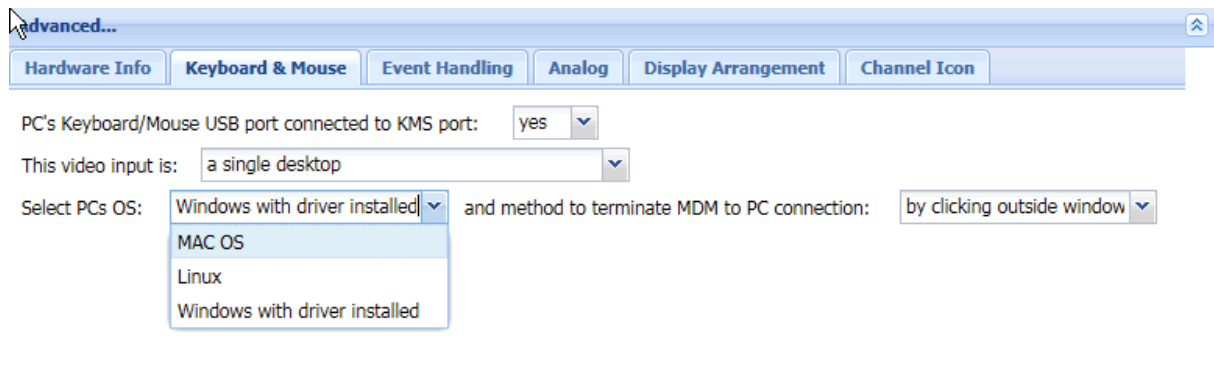 Advanced...
Hardware Info Keyboard & Mouse Event Handling Analog Display Arrangement Channel Icon
PC's Keyboard/Mouse USB port connected to KMS port: yes
This video input is: a single desktop
Select PCs OS: Windows with driver installed and method to terminate MDM to PC connection: by clicking outside window
MAC OS
Linux
Windows with driver installed